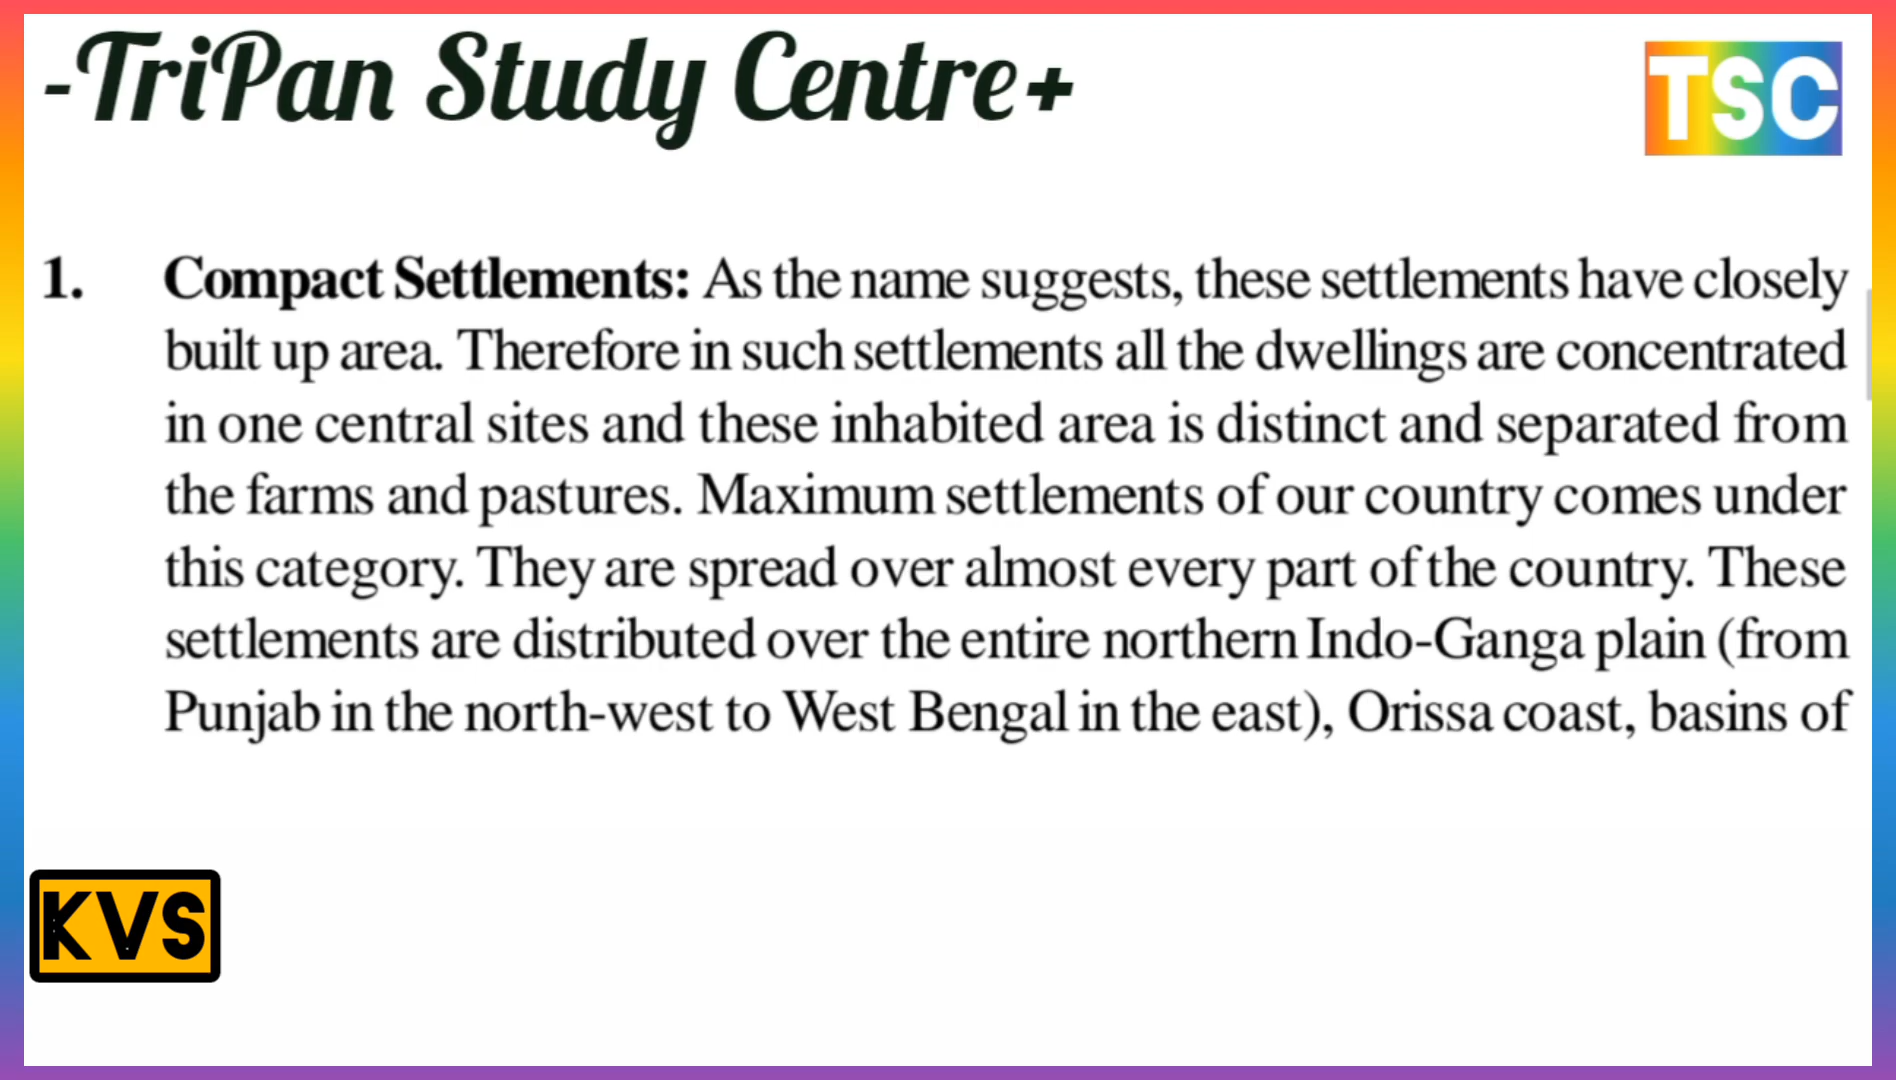 -TriPan Study Centre+
TSC
1. Compact Settlements: As the name suggests, these settlements have closely
built up area. Therefore in such settlements all the dwellings are concentrated
in one central sites and these inhabited area is distinct and separated from
the farms and pastures. Maximum settlements of our country comes under
this category. They are spread over almost every part of the country. These
settlements are distributed over the entire northern Indo-Ganga plain (from
Punjab in the north-west to West Bengal in the east), Orissa coast, basins of
KVS